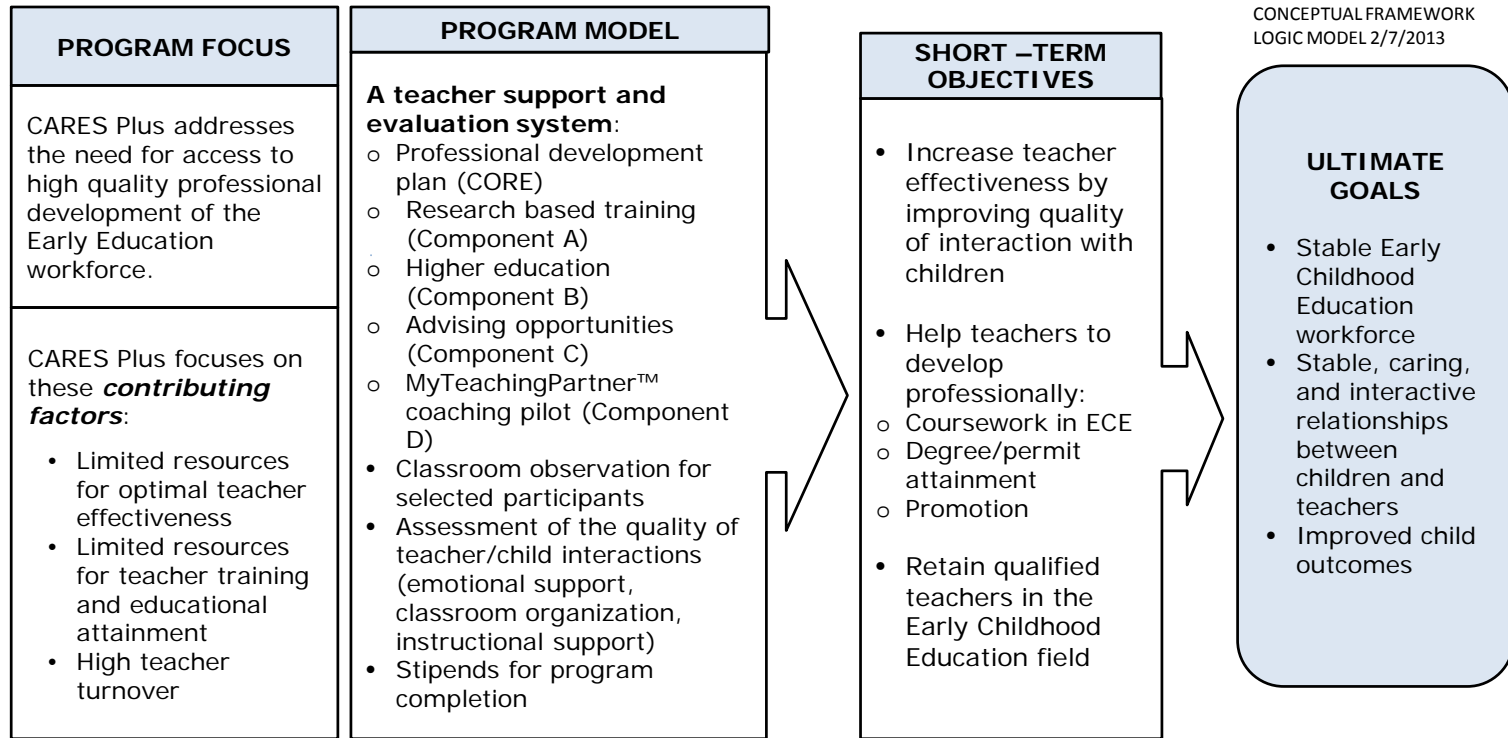 PROGRAM FOCUS
CARES Plus addresses
the need for access to
high quality professional
development of the
Early Education
workforce.
CARES Plus focuses on
these contributing
factors:
• Limited resources
for optimal teacher
effectiveness
• Limited resources
for teacher training
and educational
attainment
• High teacher
turnover
PROGRAM MODEL
A teacher support and
evaluation system:
o Professional development
plan (CORE)
o Research based training
(Component A)
o Higher education
(Component B)
o Advising opportunities
(Component C)
o MyTeachingPartner™
coaching pilot (Component
D)
• Classroom observation for
selected participants
• Assessment of the quality of
teacher/child interactions
(emotional support,
classroom organization,
instructional support)
• Stipends for program
completion
SHORT –TERM
OBJECTIVES
• Increase teacher
effectiveness by
improving quality
of interaction with
children
• Help teachers to
develop
professionally:
o Coursework in ECE
o Degree/permit
attainment
o Promotion
• Retain qualified
teachers in the
Early Childhood
Education field
CONCEPTUAL FRAMEWORK
LOGIC MODEL 2/7/2013
ULTIMATE
GOALS
• Stable Early
Childhood
Education
workforce
• Stable, caring,
and interactive
relationships
between
children and
teachers
• Improved child
outcomes